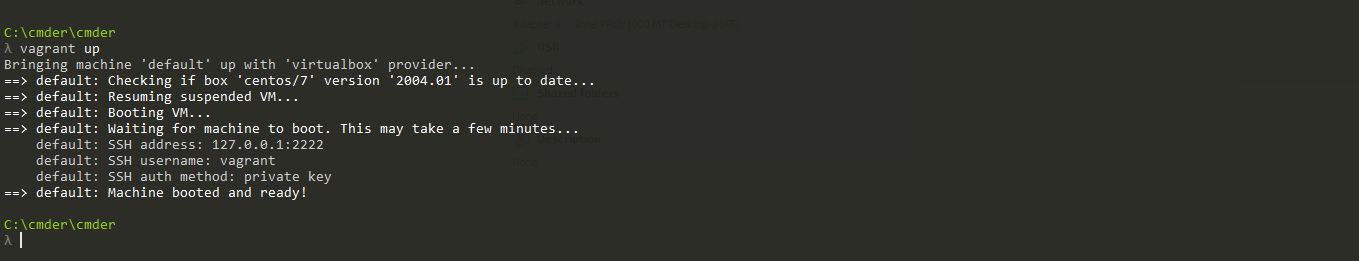 C:\cmder\cmder
λ vagrant up
Bringing machine 'default' up with 'virtualbox' provider...
==> default: Checking if box 'centos/7' version '2004.01' is up to date...
==> default: Resuming suspended VM...
==> default: Booting VM...
==> default: Waiting for machine to boot. This may take a few minutes...
    default: SSH address: 127.0.0.1:2222
    default: SSH username: vagrant
    default: SSH auth method: private key
==> default: Machine booted and ready!
C:\cmder\cmder
λ